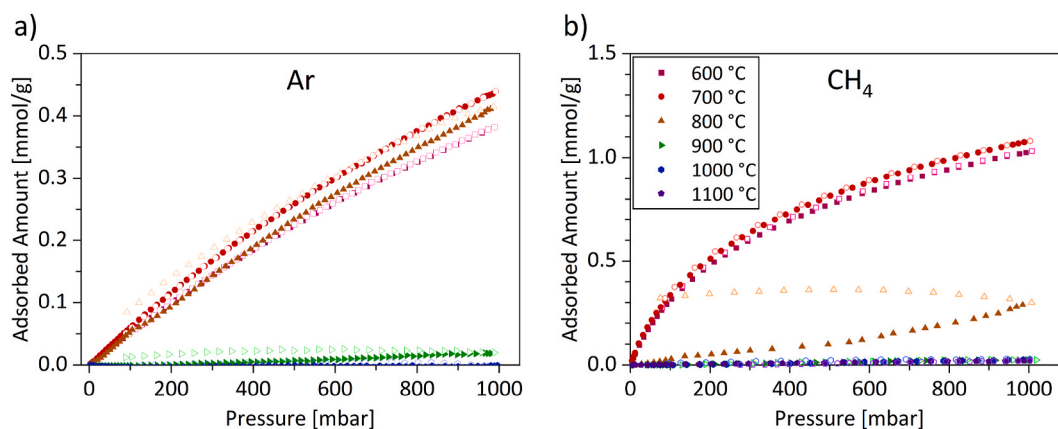 a)
Ar
Adsorbed Amount [mmol/g]
0.5
0.4
0.3
0.2
0.1
0.0
0
200
400
600
800
1000
Pressure [mbar]
b)
CH4
600 °C
700 °C
800 °C
900 °C
1000 °C
1100 °C
Adsorbed Amount [mmol/g]
1.5
1.0
0.5
0.0
0
200
400
600
800
1000
Pressure [mbar]